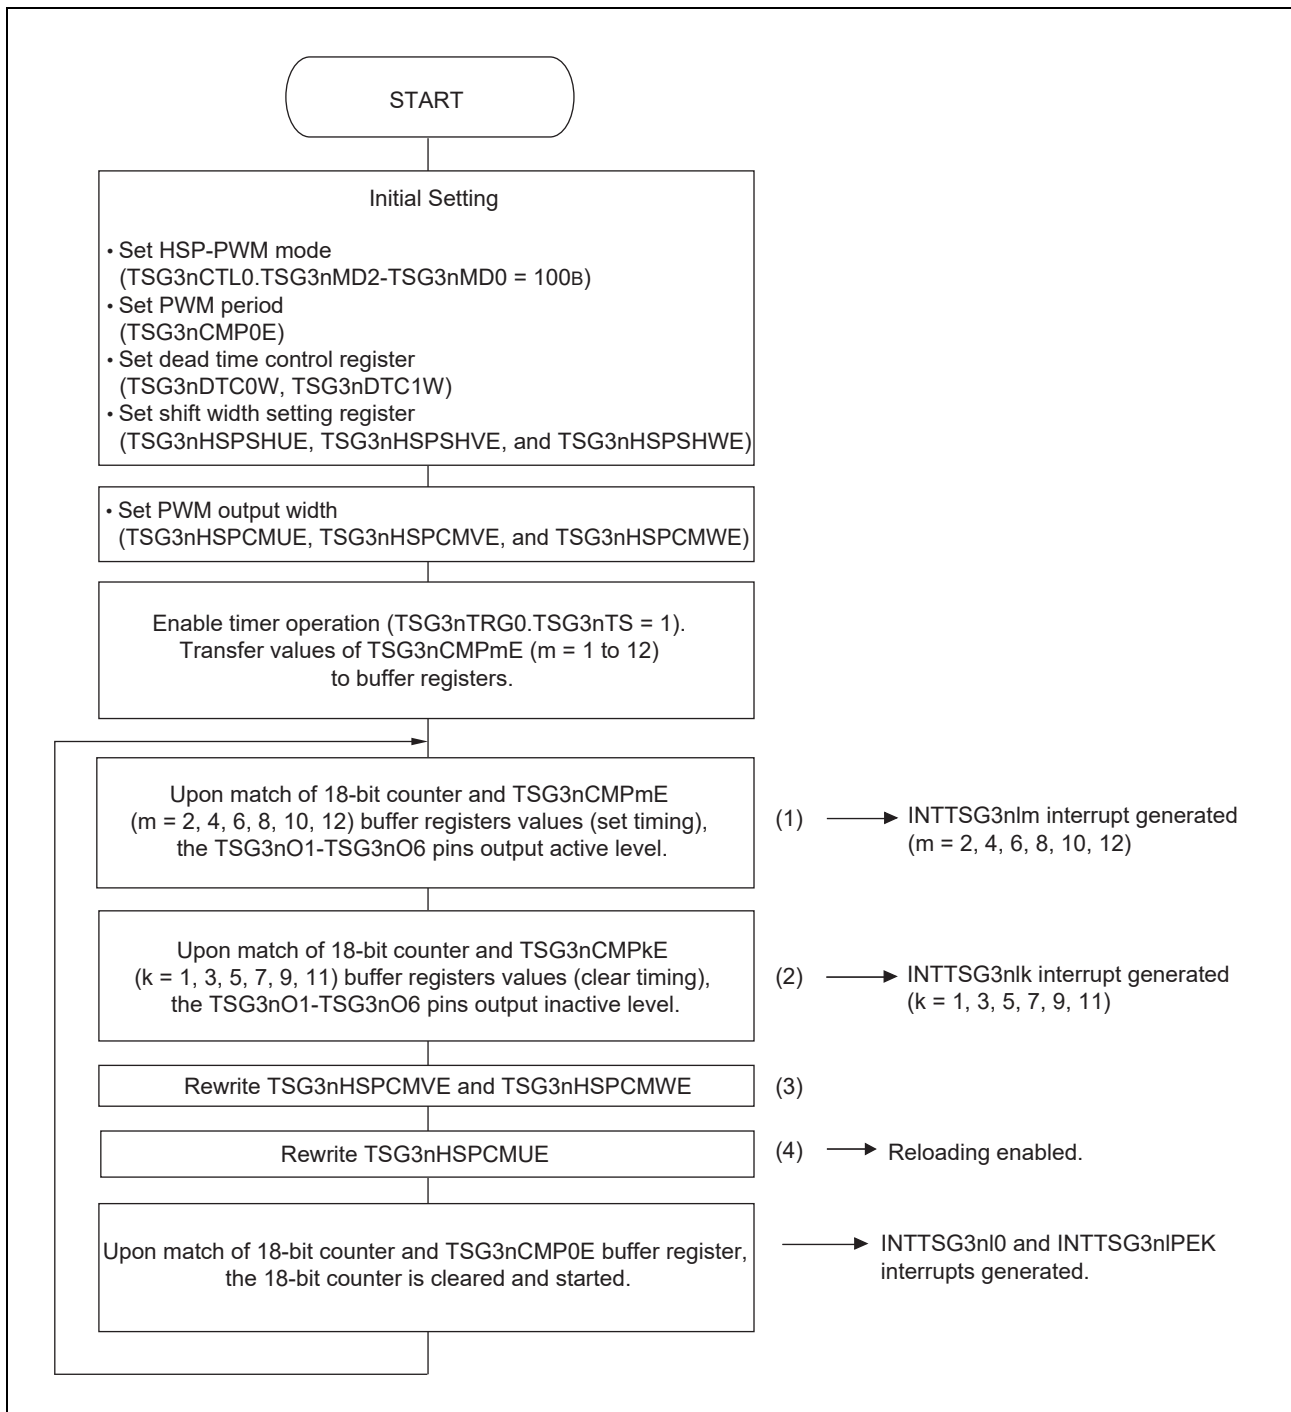 START
Initial Setting
• Set HSP-PWM mode
(TSG3nCTL0.TSG3nMD2-TSG3nMD0 = 100B)
• Set PWM period
(TSG3nCMP0E)
• Set dead time control register
(TSG3nDTC0W, TSG3nDTC1W)
• Set shift width setting register
(TSG3nHSPSHUE, TSG3nHSPSHVE, and TSG3nHSPSHWE)
• Set PWM output width
(TSG3nHSPCMUE, TSG3nHSPCMVE, and TSG3nHSPCMWE)
Enable timer operation (TSG3nTRG0.TSG3nTS = 1).
Transfer values of TSG3nCMPmE (m = 1 to 12)
to buffer registers.
Upon match of 18-bit counter and TSG3nCMPmE
(m = 2, 4, 6, 8, 10, 12) buffer registers values (set timing),
the TSG3nO1-TSG3nO6 pins output active level.
(1)
INTTSG3nIm interrupt generated
(m = 2, 4, 6, 8, 10, 12)
Upon match of 18-bit counter and TSG3nCMPkE
(k = 1, 3, 5, 7, 9, 11) buffer registers values (clear timing),
the TSG3nO1-TSG3nO6 pins output inactive level.
(2)
INTTSG3nIk interrupt generated
(k = 1, 3, 5, 7, 9, 11)
Rewrite TSG3nHSPCMVE and TSG3nHSPCMWE
(3)
Rewrite TSG3nHSPCMUE
(4)
Reloading enabled.
Upon match of 18-bit counter and TSG3nCMP0E buffer register,
the 18-bit counter is cleared and started.
INTTSG3nI0 and INTTSG3nIPEK
interrupts generated.